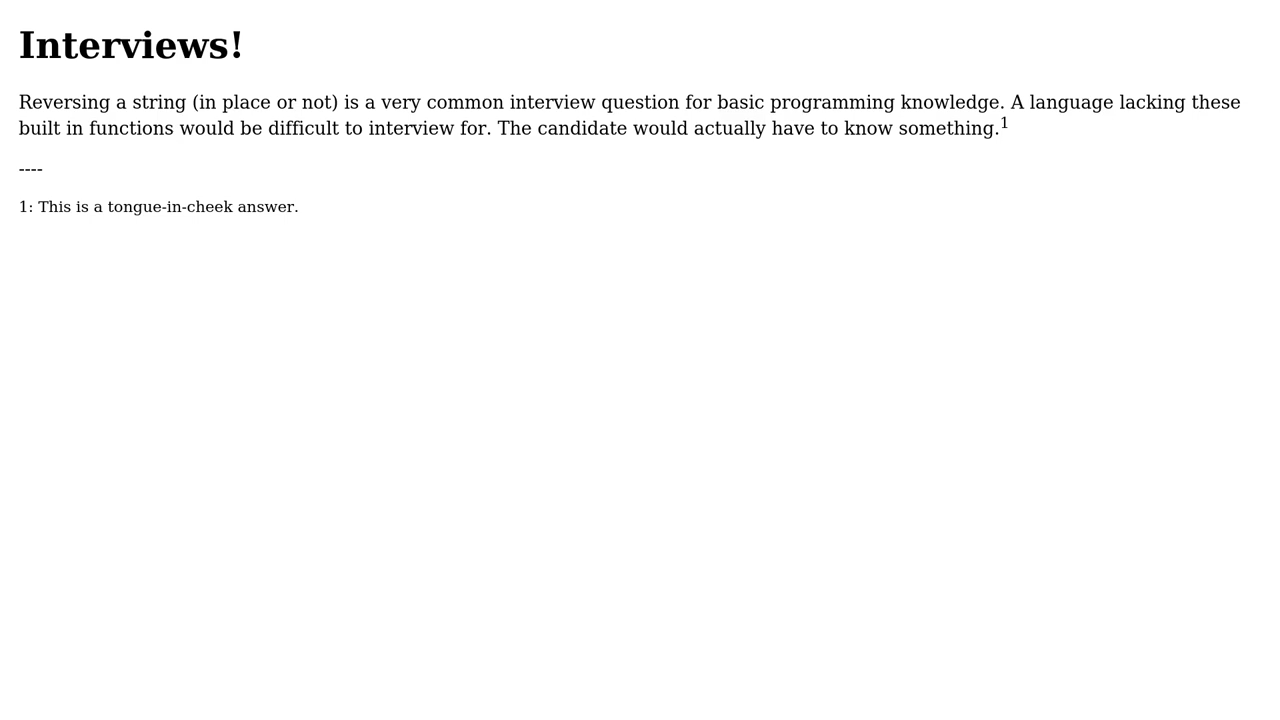 Interviews!
Reversing a string (in place or not) is a very common interview question for basic programming knowledge. A language lacking these
built in functions would be difficult to interview for. The candidate would actually have to know something.1
----
1: This is a tongue-in-cheek answer.